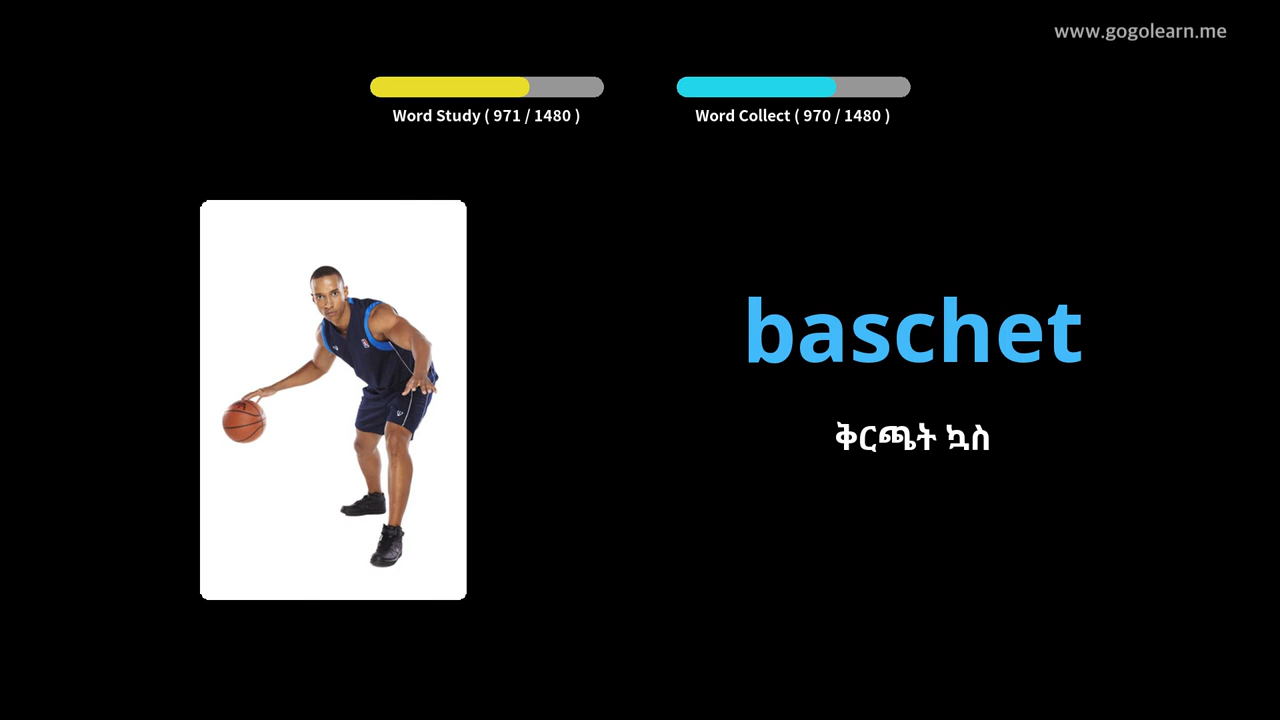 www.gogolearn.me
Word Study ( 971 / 1480 )
Word Collect ( 970 / 1480 )
baschet
ቅርጫት ኳስ